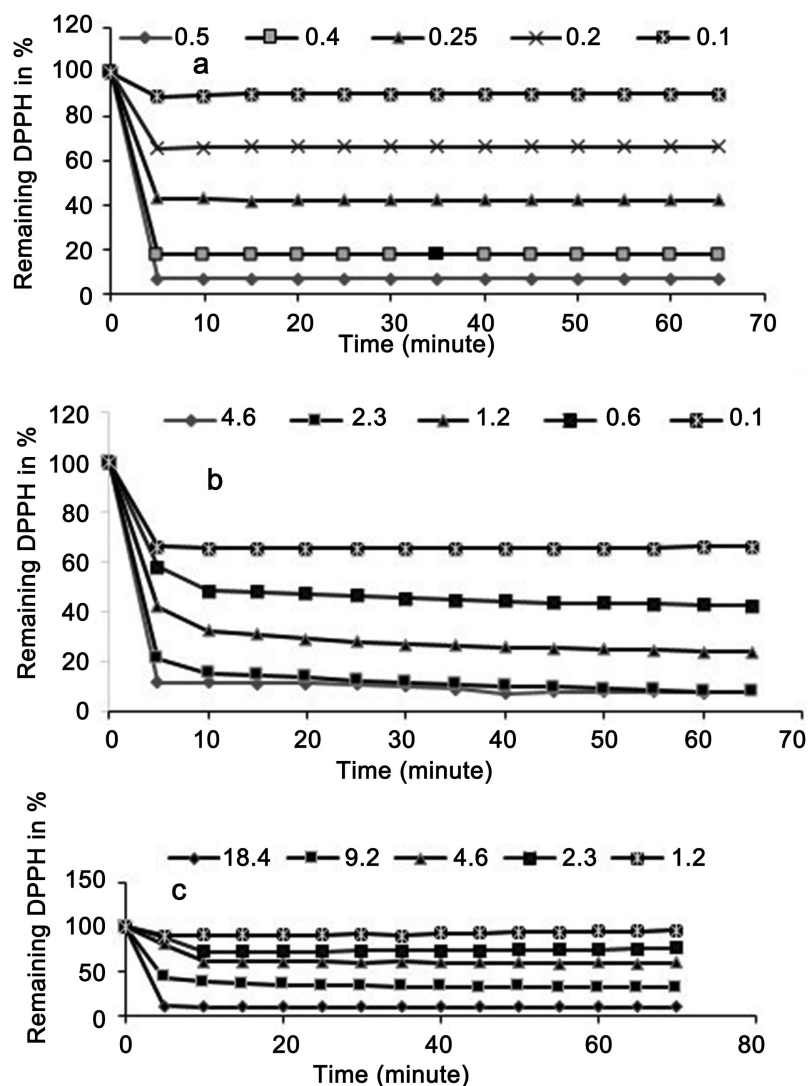 120
0.5 0.4 0.25 0.2 0.1
a
100
80
60
40
20
0
Remaining DPPH in %
0 10 20 30 40 50 60 70
Time (minute)
120
4.6 2.3 1.2 0.6 0.1
b
100
80
60
40
20
0
Remaining DPPH in %
0 10 20 30 40 50 60 70
Time (minute)
18.4 9.2 4.6 2.3 1.2
c
150
100
50
0
Remaining DPPH in %
0 20 40 60 80
Time (minute)